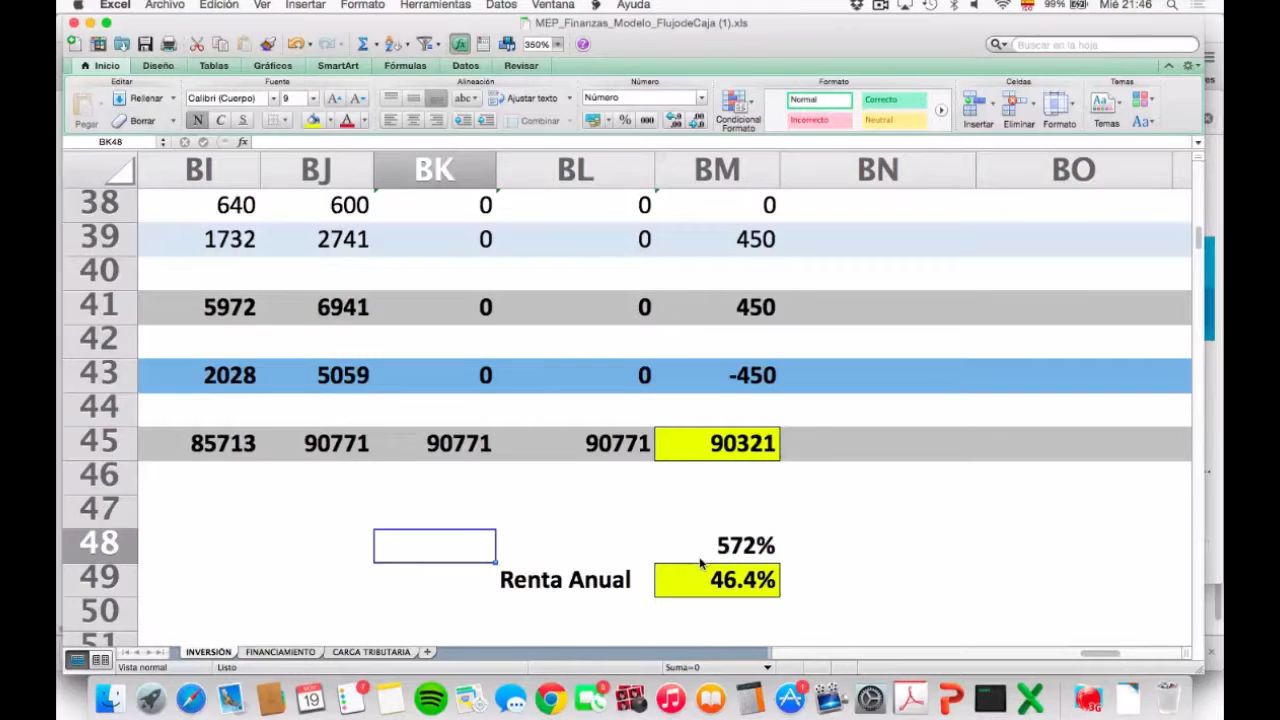 Excel Archivo Edición Ver Insertar Formato Herramientas Datos Ventana Ayuda 99% Mié 21:46
MEP_Finanzas_Modelo_FlujodeCaja (1).xls
350% Buscar en la hoja
Inicio Diseño Tablas Gráficos SmartArt Fórmulas Datos Revisar
Editar Fuente Alineación Número Formato Celdas Temas
Pegar Rellenar Calibri (Cuerpo) 9 A A abc Ajustar texto Número Normal Correcto
Borrar N C S A Combinar % 000 Condicional Formato Incorrecto Neutral Insertar Eliminar Formato Temas Aa
BK48 fx
BI BJ BK BL BM BN BO
38 640 600 0 0 0
39 1732 2741 0 0 450
40
41 5972 6941 0 0 450
42
43 2028 5059 0 0 -450
44
45 85713 90771 90771 90771 90321
46
47
48 572%
49 Renta Anual 46.4%
50
51
INVERSIÓN FINANCIAMIENTO CARGA TRIBUTARIA +
Vista normal Listo Suma=0
NOV 19